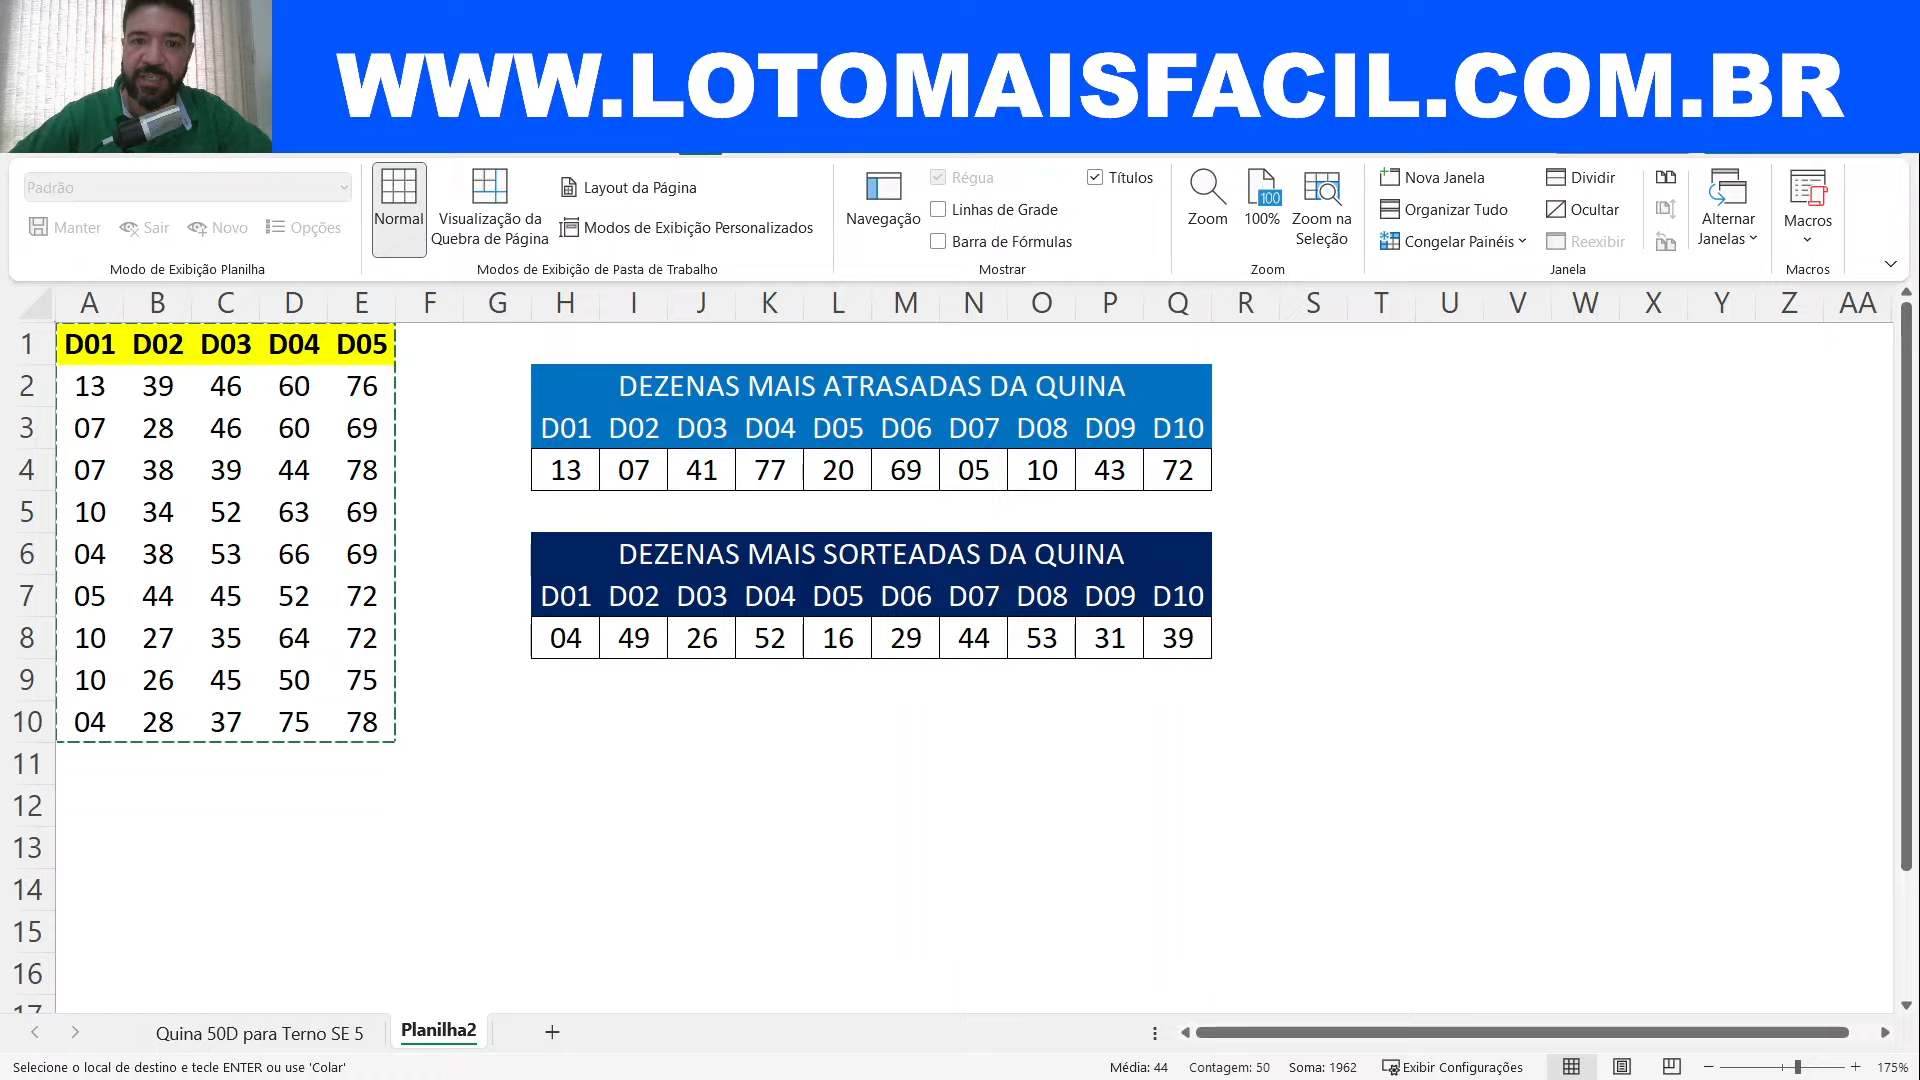 WWW.LOTOMAISFACIL.COM.BR
Padrão
Manter Sair Novo Opções
Modo de Exibição Planilha
Normal
Visualização da
Quebra de Página
Layout da Página
Modos de Exibição Personalizados
Modos de Exibição de Pasta de Trabalho
Navegação
Régua
Títulos
Linhas de Grade
Barra de Fórmulas
Mostrar
Zoom
100
100%
Zoom na
Seleção
Zoom
Nova Janela
Organizar Tudo
Congelar Painéis
Dividir
Ocultar
Reexibir
Janela
Alternar
Janelas
Macros
Macros
A B C D E F G H I J K L M N O P Q R S T U V W X Y Z AA
1 D01 D02 D03 D04 D05
2 13 39 46 60 76 DEZENAS MAIS ATRASADAS DA QUINA
3 07 28 46 60 69 D01 D02 D03 D04 D05 D06 D07 D08 D09 D10
4 07 38 39 44 78 13 07 41 77 20 69 05 10 43 72
5 10 34 52 63 69
6 04 38 53 66 69 DEZENAS MAIS SORTEADAS DA QUINA
7 05 44 45 52 72 D01 D02 D03 D04 D05 D06 D07 D08 D09 D10
8 10 27 35 64 72 04 49 26 52 16 29 44 53 31 39
9 10 26 45 50 75
10 04 28 37 75 78
11
12
13
14
15
16
17
Quina 50D para Terno SE 5 Planilha2
Selecione o local de destino e tecle ENTER ou use 'Colar' Média: 44 Contagem: 50 Soma: 1962 Exibir Configurações 175%